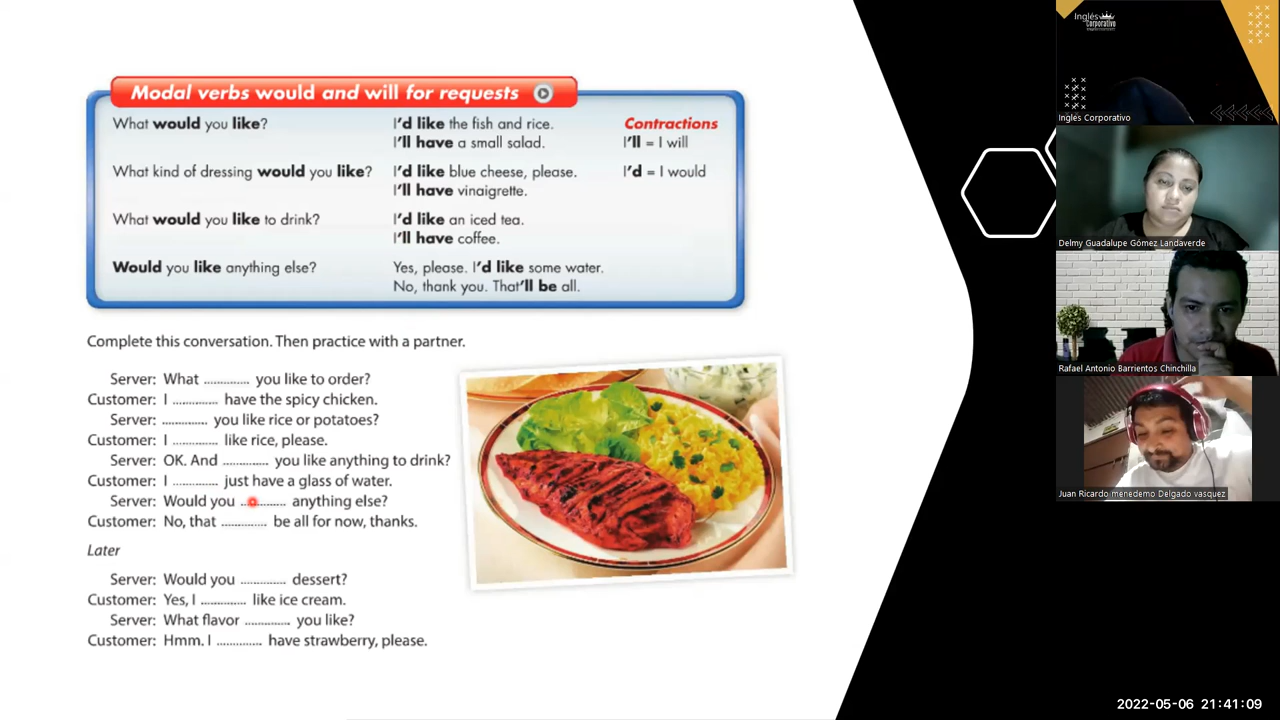 Modal verbs would and will for requests
What would you like? I'd like the fish and rice. Contractions
I'll have a small salad. I'll = I will
What kind of dressing would you like? I'd like blue cheese, please. I'd = I would
I'll have vinaigrette.
What would you like to drink? I'd like an iced tea.
I'll have coffee.
Would you like anything else? Yes, please. I'd like some water.
No, thank you. That'll be all.
Complete this conversation. Then practice with a partner.
Server: What ............. you like to order?
Customer: I ............. have the spicy chicken.
Server: ............. you like rice or potatoes?
Customer: I ............. like rice, please.
Server: OK. And ............. you like anything to drink?
Customer: I ............. just have a glass of water.
Server: Would you ............. anything else?
Customer: No, that ............. be all for now, thanks.
Later
Server: Would you ............. dessert?
Customer: Yes, I ............. like ice cream.
Server: What flavor ............. you like?
Customer: Hmm. I ............. have strawberry, please.
Inglés
Corporativo
Inglés Corporativo
Delmy Guadalupe Gómez Landaverde
Rafael Antonio Barrientos Chinchilla
Juan Ricardo menedemo Delgado vasquez
2022-05-06 21:41:09